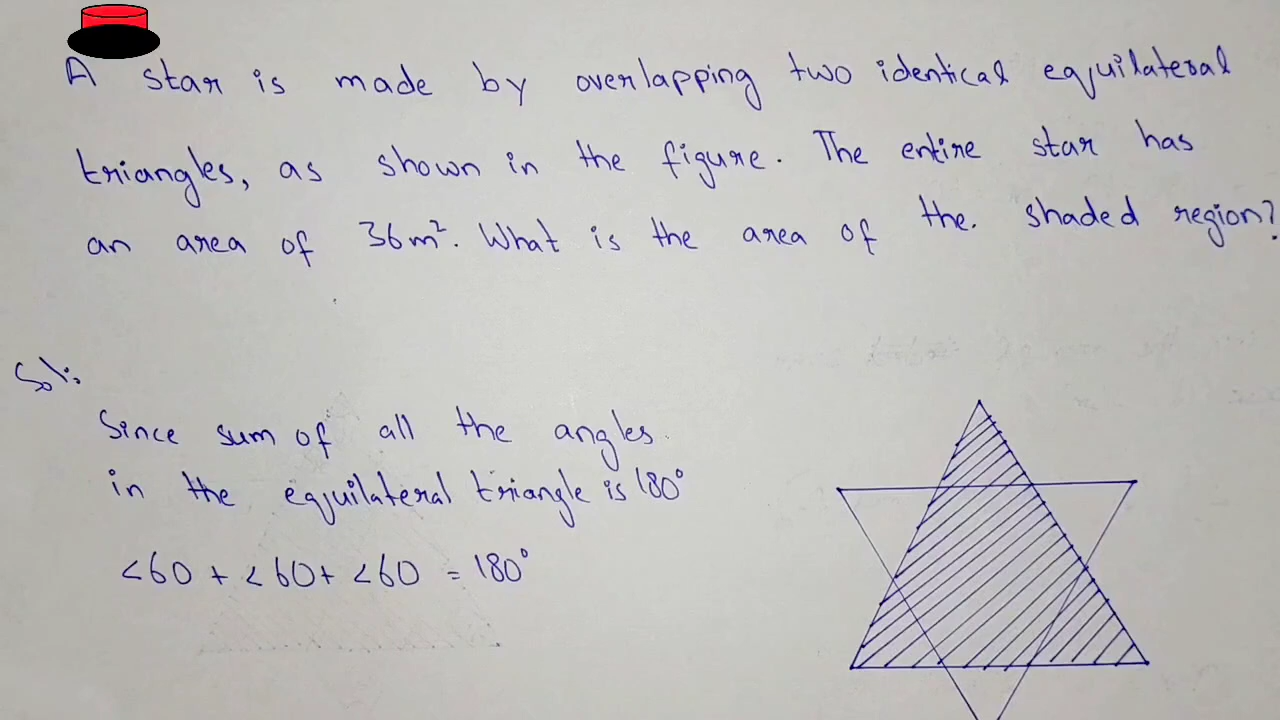 A star is made by overlapping two identical equilateral
triangles, as shown in the figure. The entire star has
an area of 36m². What is the area of the. shaded region?
Sol:
Since sum of all the angles
in the equilateral triangle is 180°
<60 + <60 + <60 = 180°